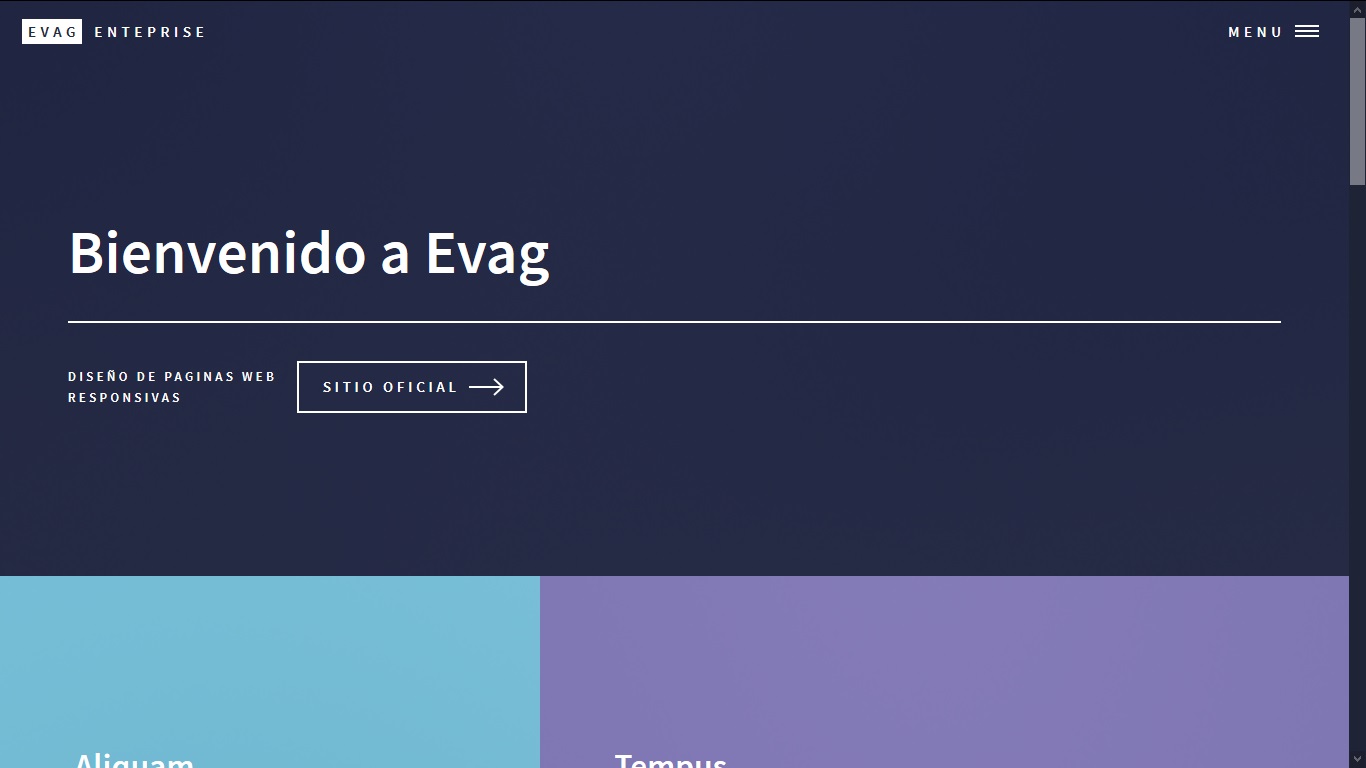 EVAG ENTEPRISE
MENU
Bienvenido a Evag
DISEÑO DE PAGINAS WEB
RESPONSIVAS
SITIO OFICIAL
Aliquam
Tempus